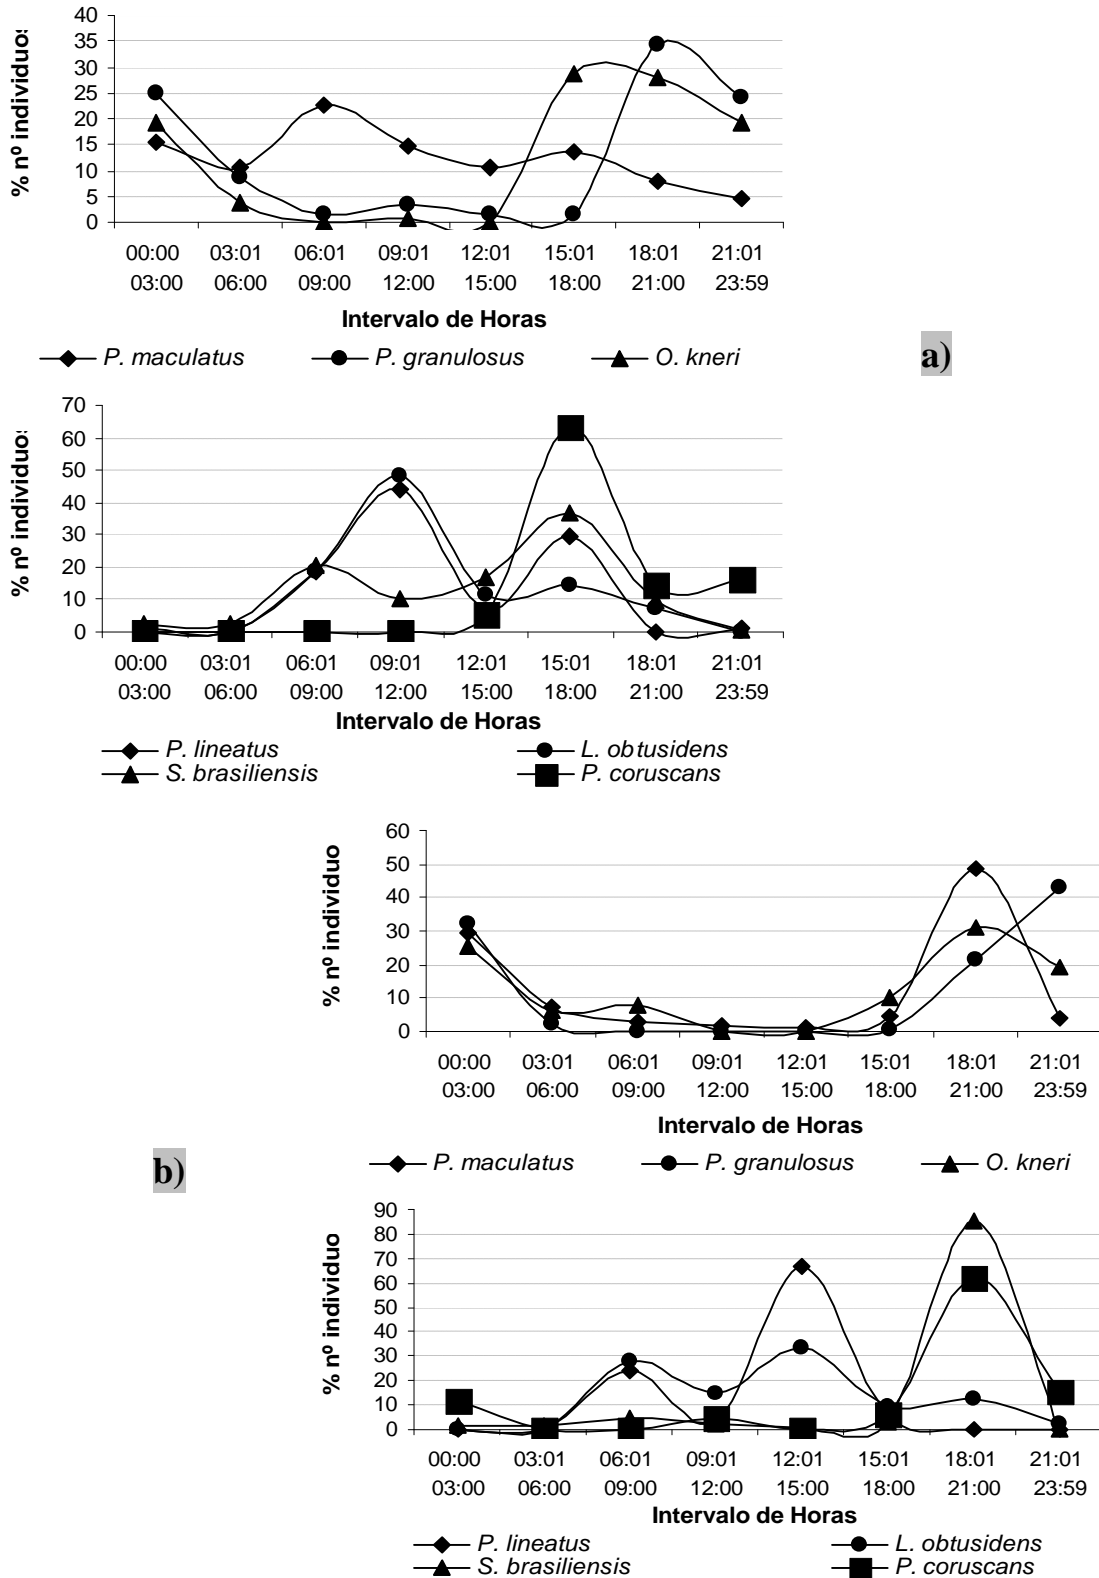 40
35
30
25
20
15
10
5
0
% nº individuos
00:00 03:01 06:01 09:01 12:01 15:01 18:01 21:01
03:00 06:00 09:00 12:00 15:00 18:00 21:00 23:59
Intervalo de Horas
P. maculatus P. granulosus O. kneri
a)
70
60
50
40
30
20
10
0
% nº individuos
00:00 03:01 06:01 09:01 12:01 15:01 18:01 21:01
03:00 06:00 09:00 12:00 15:00 18:00 21:00 23:59
Intervalo de Horas
P. lineatus L. obtusidens
S. brasiliensis P. coruscans
60
50
40
30
20
10
0
% nº individuo
00:00 03:01 06:01 09:01 12:01 15:01 18:01 21:01
03:00 06:00 09:00 12:00 15:00 18:00 21:00 23:59
Intervalo de Horas
P. maculatus P. granulosus O. kneri
b)
90
80
70
60
50
40
30
20
10
0
% nº individuo
00:00 03:01 06:01 09:01 12:01 15:01 18:01 21:01
03:00 06:00 09:00 12:00 15:00 18:00 21:00 23:59
Intervalo de Horas
P. lineatus L. obtusidens
S. brasiliensis P. coruscans